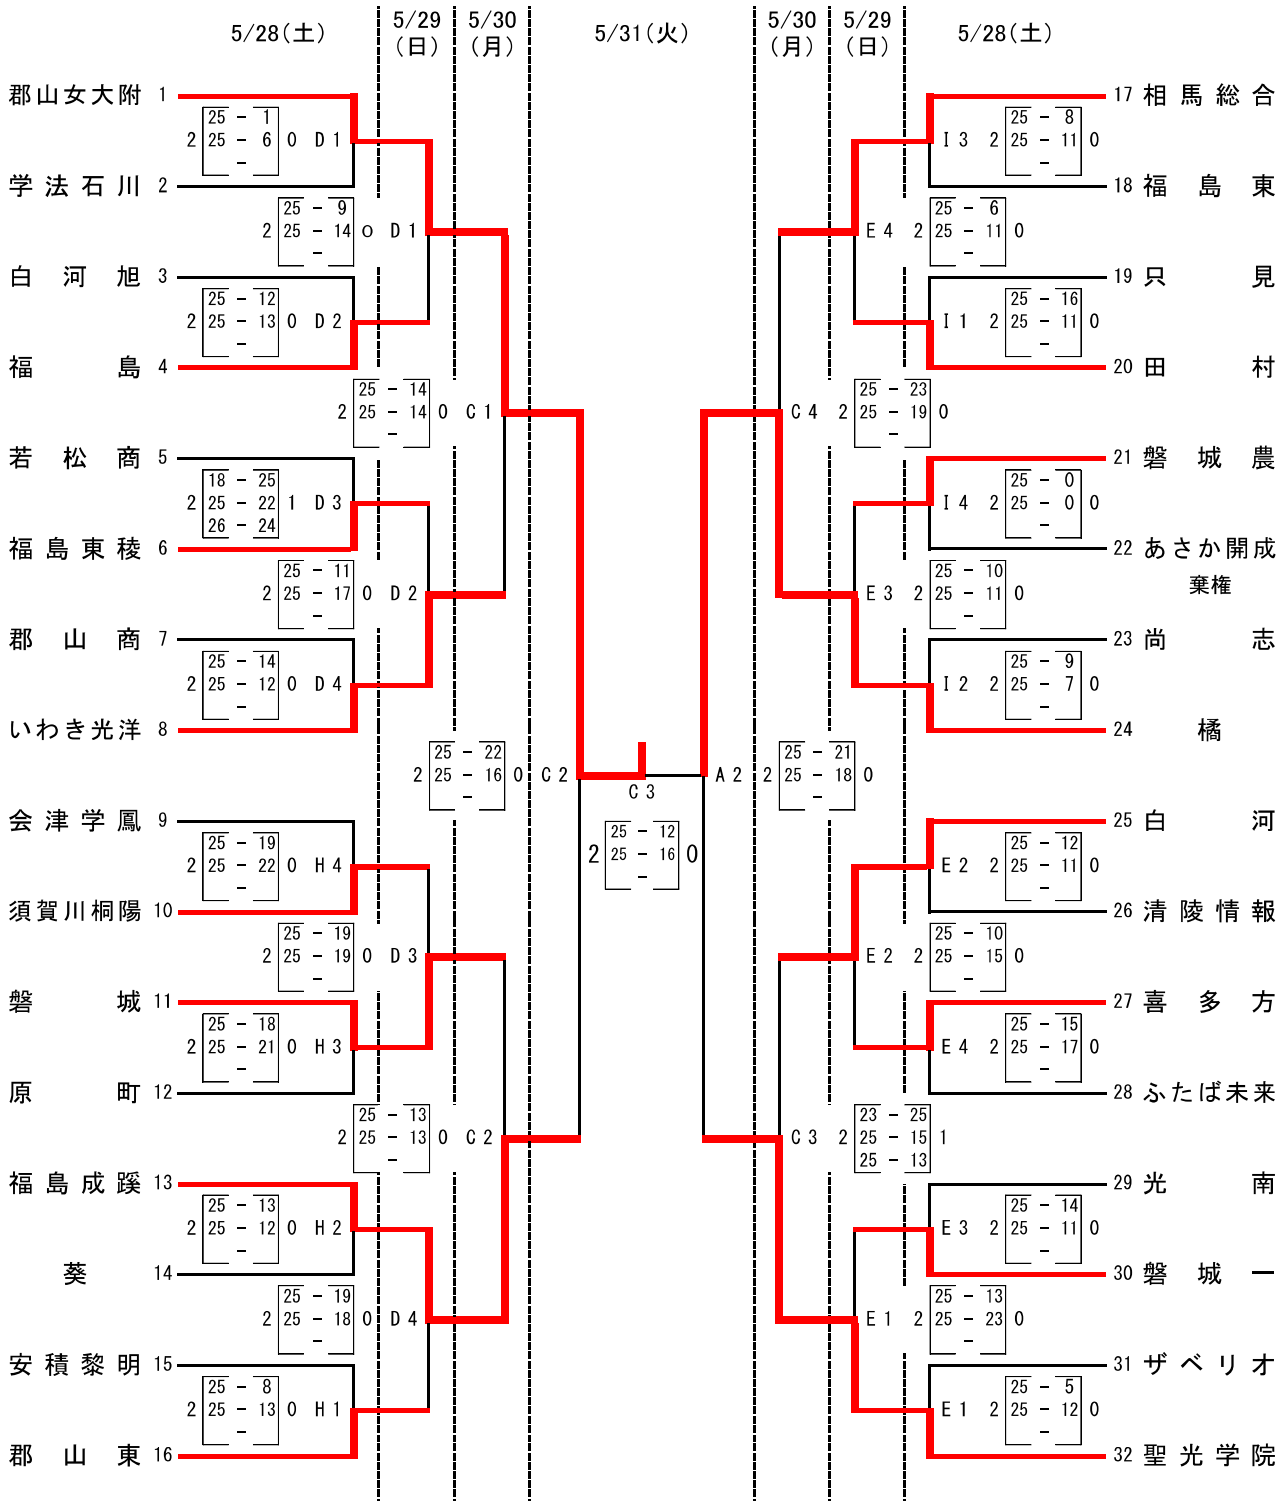 5/28(土) 5/29 5/30 5/31(火) 5/30 5/29 5/28(土)
(日) (月) (月) (日)
郡山女大附 1
25 - 1
2 25 - 6 0 D1
-
学法石川 2
25 - 9
2 25 - 14 0 D1
-
白河旭 3
25 - 12
2 25 - 13 0 D2
-
福島 4
25 - 14
2 25 - 14 0 C1
-
若松商 5
18 - 25
2 25 - 22 1 D3
26 - 24
福島東稜 6
25 - 11
2 25 - 17 0 D2
-
郡山商 7
25 - 14
2 25 - 12 0 D4
-
いわき光洋 8
25 - 22
2 25 - 16 0 C2
-
会津学鳳 9
25 - 19
2 25 - 22 0 H4
-
須賀川桐陽 10
25 - 19
2 25 - 19 0 D3
-
磐城 11
25 - 18
2 25 - 21 0 H3
-
原町 12
25 - 13
2 25 - 13 0 C2
-
福島成蹊 13
25 - 13
2 25 - 12 0 H2
-
葵 14
25 - 19
2 25 - 18 0 D4
-
安積黎明 15
25 - 8
2 25 - 13 0 H1
-
郡山東 16
C3
25 - 12
2 25 - 16 0
-
17 相馬総合
25 - 8
I3 2 25 - 11 0
-
18 福島東
25 - 6
E4 2 25 - 11 0
-
19 只見
25 - 16
I1 2 25 - 11 0
-
20 田村
25 - 23
C4 2 25 - 19 0
-
21 磐城農
25 - 0
I4 2 25 - 0 0
-
22 あさか開成
棄権
25 - 10
E3 2 25 - 11 0
-
23 尚志
25 - 9
I2 2 25 - 7 0
-
24 橘
25 - 21
A2 2 25 - 18 0
-
25 白河
25 - 12
E2 2 25 - 11 0
-
26 清陵情報
25 - 10
E2 2 25 - 15 0
-
27 喜多方
25 - 15
E4 2 25 - 17 0
-
28 ふたば未来
23 - 25
C3 2 25 - 15 1
25 - 13
29 光南
25 - 14
E3 2 25 - 11 0
-
30 磐城一
25 - 13
E1 2 25 - 23 0
-
31 ザベリオ
25 - 5
E1 2 25 - 12 0
-
32 聖光学院